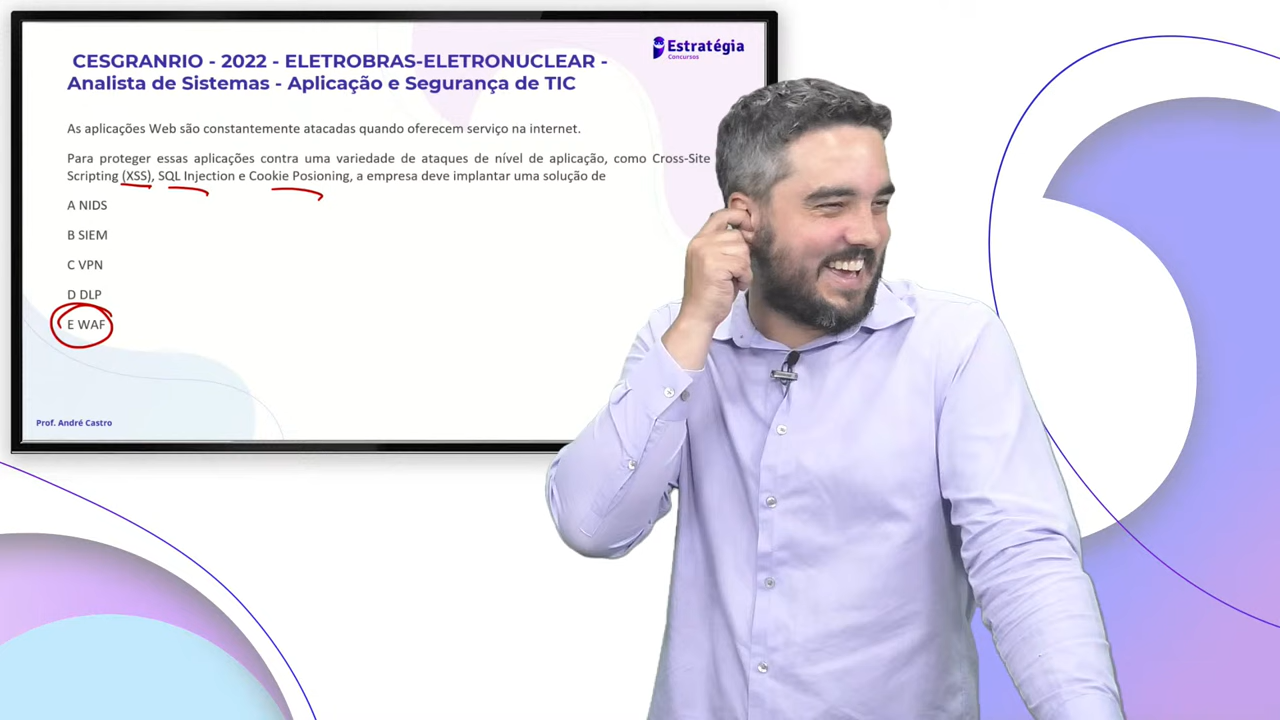 Estratégia
Concursos
CESGRANRIO - 2022 - ELETROBRAS-ELETRONUCLEAR -
Analista de Sistemas - Aplicação e Segurança de TIC
As aplicações Web são constantemente atacadas quando oferecem serviço na internet.
Para proteger essas aplicações contra uma variedade de ataques de nível de aplicação, como Cross-Site
Scripting (XSS), SQL Injection e Cookie Posioning, a empresa deve implantar uma solução de
A NIDS
B SIEM
C VPN
D DLP
E WAF
Prof. André Castro